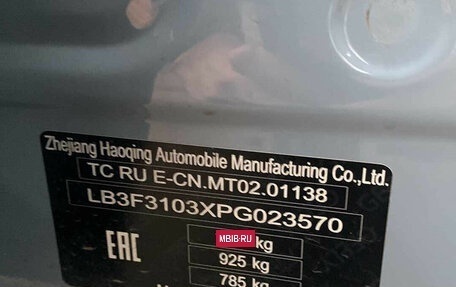 Zhejiang Haoqing Automobile Manufacturing Co.,Ltd.
TC RU E-CN.MT02.01138
LB3F3103XPG023570
MBIB.RU
kg
EAC
925 kg
785 kg